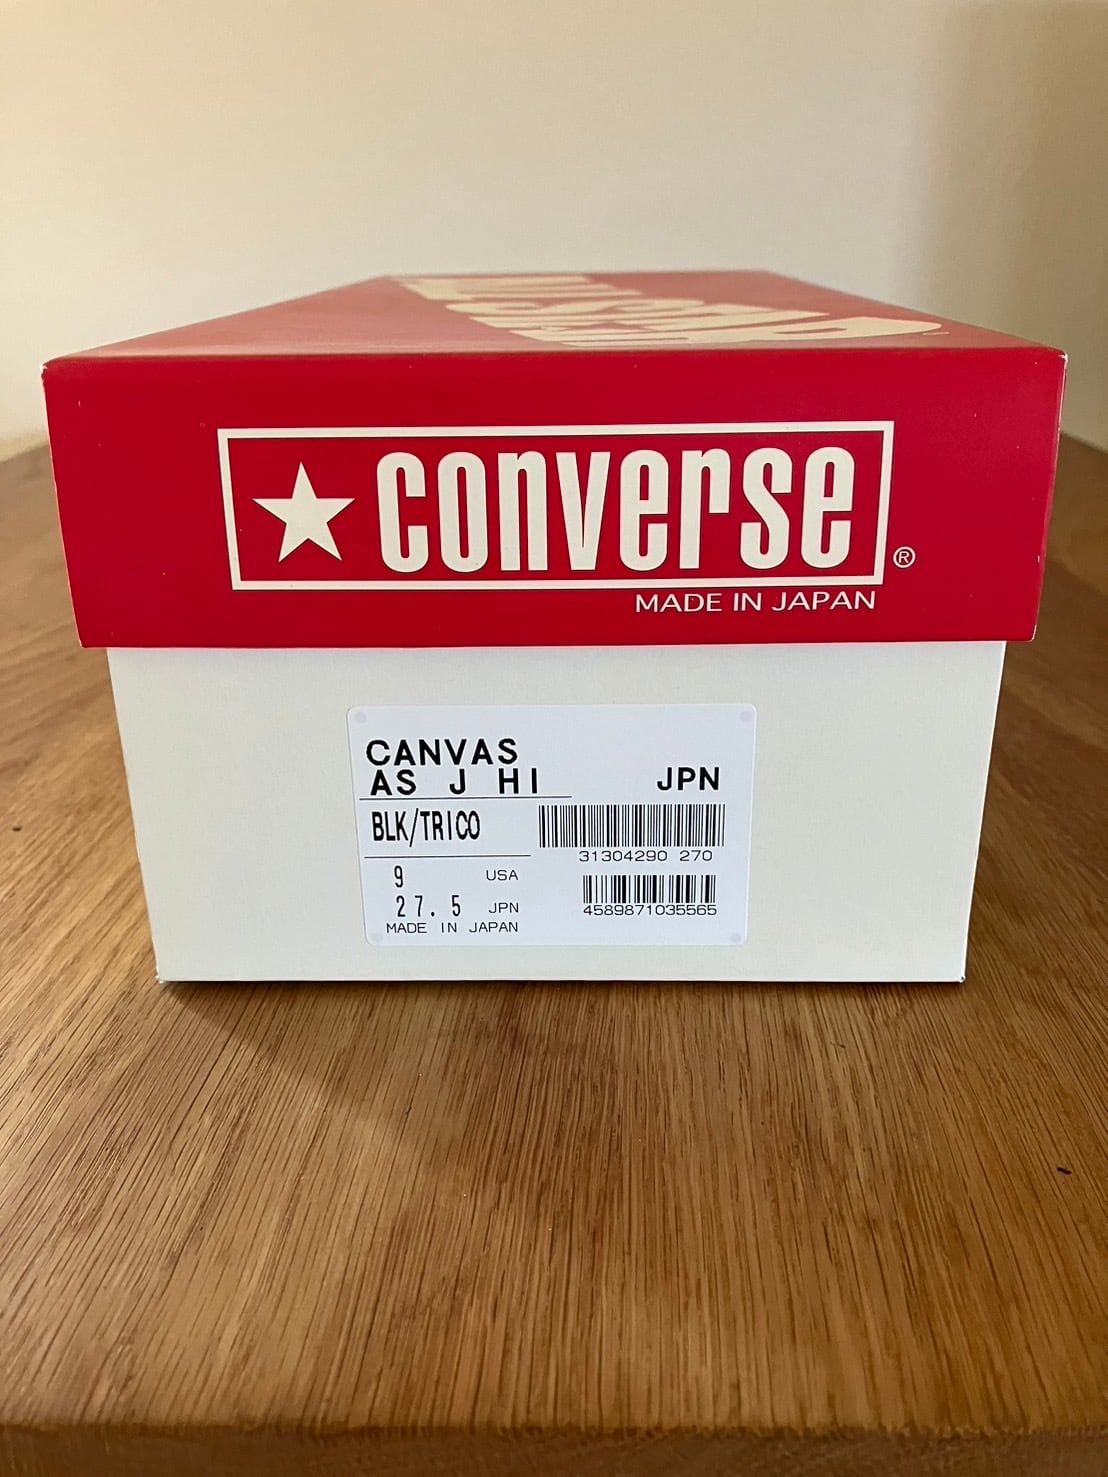 CONVERSE
®
MADE IN JAPAN
CANVAS
AS J HI
JPN
BLK/TRICO
31304290 270
9 USA
27.5 JPN
4589871035565
MADE IN JAPAN